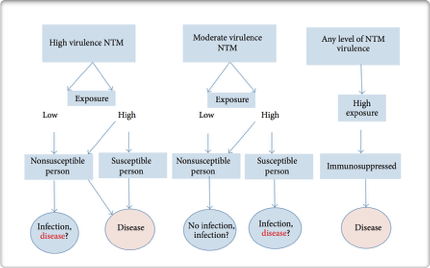 High virulence NTM
Moderate virulence
NTM
Any level of NTM
virulence
Exposure
Exposure
High
exposure
Low
High
Low
High
Nonsusceptible
person
Susceptible
person
Nonsusceptible
person
Susceptible
person
Immunosuppressed
Infection,
disease?
Disease
No infection,
infection?
Infection,
disease?
Disease